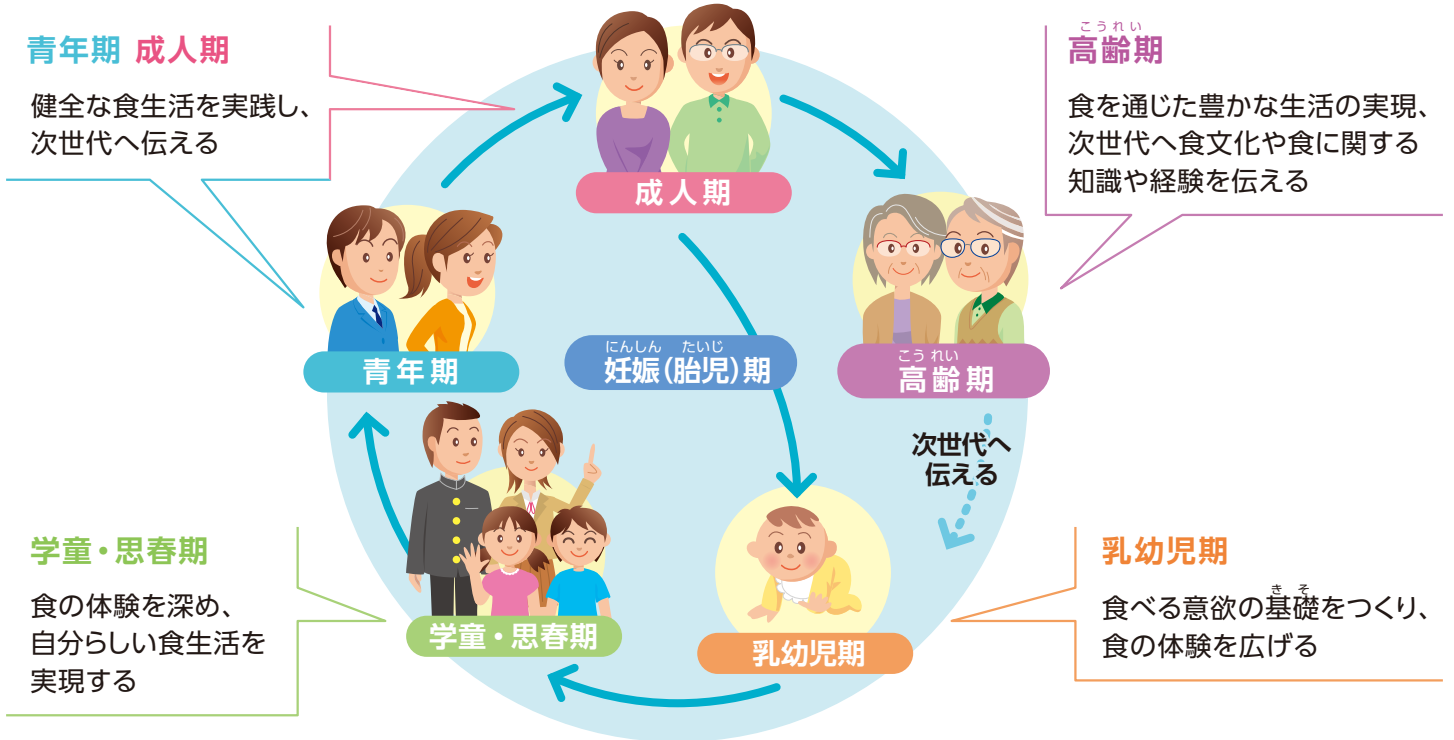 青年期 成人期
健全な食生活を実践し、
次世代へ伝える
成人期
こうれい
高齢期
食を通じた豊かな生活の実現、
次世代へ食文化や食に関する
知識や経験を伝える
青年期
にんしん たいじ
妊娠(胎児)期
こうれい
高齢期
次世代へ
伝える
学童・思春期
食の体験を深め、
自分らしい食生活を
実現する
学童・思春期
乳幼児期
乳幼児期
きそ
食べる意欲の基礎をつくり、
食の体験を広げる